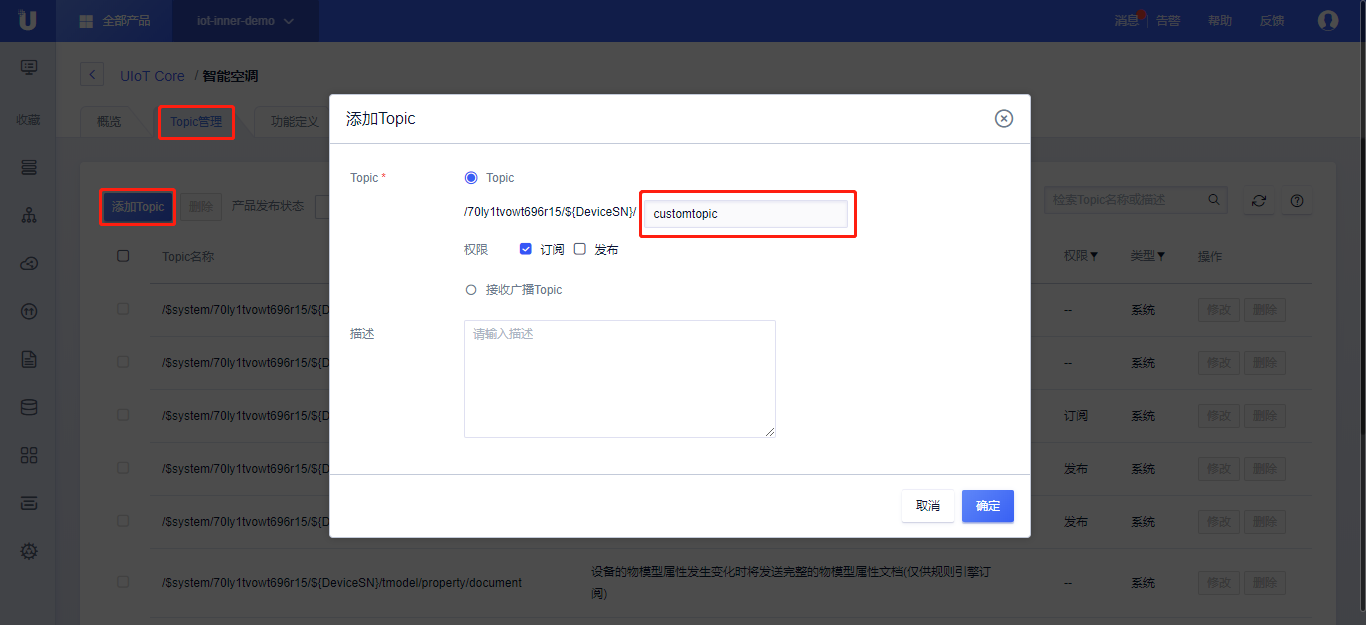 全部产品
iot-inner-demo
消息
告警
帮助
反馈
UIoT Core / 智能空调
收藏
概览
Topic管理
功能定义
添加Topic
删除
产品发布状态
检索Topic名称或描述
Topic名称
权限
类型
操作
/$system/70ly1tvowt696r15/${D
--
系统
修改
删除
/$system/70ly1tvowt696r15/${D
--
系统
修改
删除
/$system/70ly1tvowt696r15/${D
订阅
系统
修改
删除
/$system/70ly1tvowt696r15/${D
发布
系统
修改
删除
/$system/70ly1tvowt696r15/${D
发布
系统
修改
删除
/$system/70ly1tvowt696r15/${DeviceSN}/tmodel/property/document
设备的物模型属性发生变化时将发送完整的物模型属性文档(仅供规则引擎订
阅)
--
系统
修改
删除
添加Topic
Topic *
Topic
/70ly1tvowt696r15/${DeviceSN}/
customtopic
权限
订阅
发布
接收广播Topic
描述
请输入描述
取消
确定